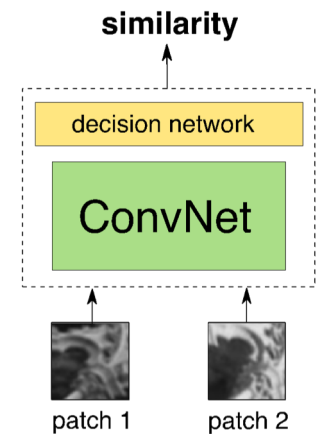 similarity
decision network
ConvNet
patch 1
patch 2